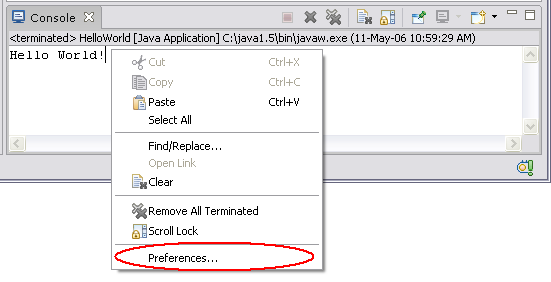 Console
<terminated> HelloWorld [Java Application] C:\java1.5\bin\javaw.exe (11-May-06 10:59:29 AM)
Hello World!
Cut Ctrl+X
Copy Ctrl+C
Paste Ctrl+V
Select All
Find/Replace...
Open Link
Clear
Remove All Terminated
Scroll Lock
Preferences...